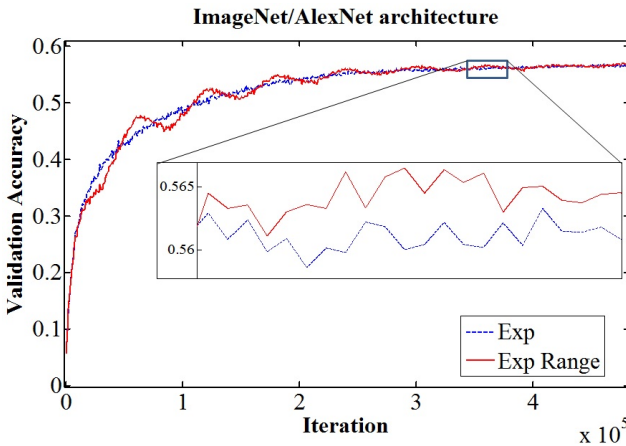 ImageNet/AlexNet architecture
0.6
0.5
0.4
0.3
0.2
0.1
0
Validation Accuracy
0.565
0.56
Exp
Exp Range
0 1 2 3 4
Iteration
x 10^5